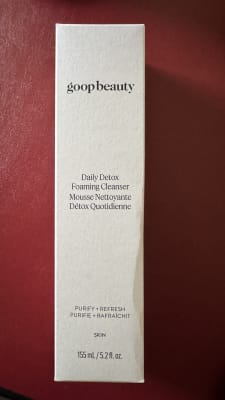 goop beauty
Daily Detox
Foaming Cleanser
Mousse Nettoyante
Détox Quotidienne
PURIFY + REFRESH
PURIFIE + RAFRAÎCHIT
SKIN
155 mL / 5.2 fl. oz.